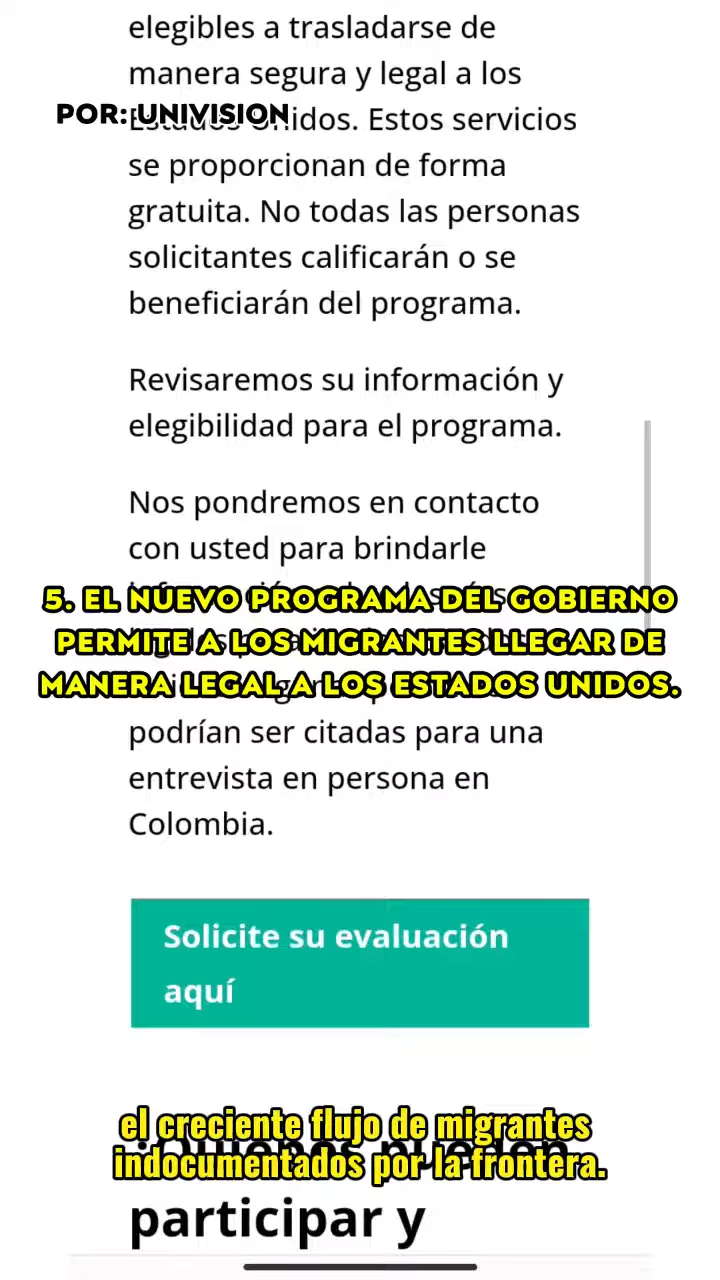 elegibles a trasladarse de
manera segura y legal a los
POR: UNIVISION
Estados Unidos. Estos servicios
se proporcionan de forma
gratuita. No todas las personas
solicitantes calificarán o se
beneficiarán del programa.
Revisaremos su información y
elegibilidad para el programa.
Nos pondremos en contacto
con usted para brindarle
5. EL NUEVO PROGRAMA DEL GOBIERNO
PERMITE A LOS MIGRANTES LLEGAR DE
MANERA LEGAL A LOS ESTADOS UNIDOS.
podrían ser citadas para una
entrevista en persona en
Colombia.
Solicite su evaluación
aquí
el creciente flujo de migrantes
indocumentados por la frontera.
¿Quiénes pueden
participar y